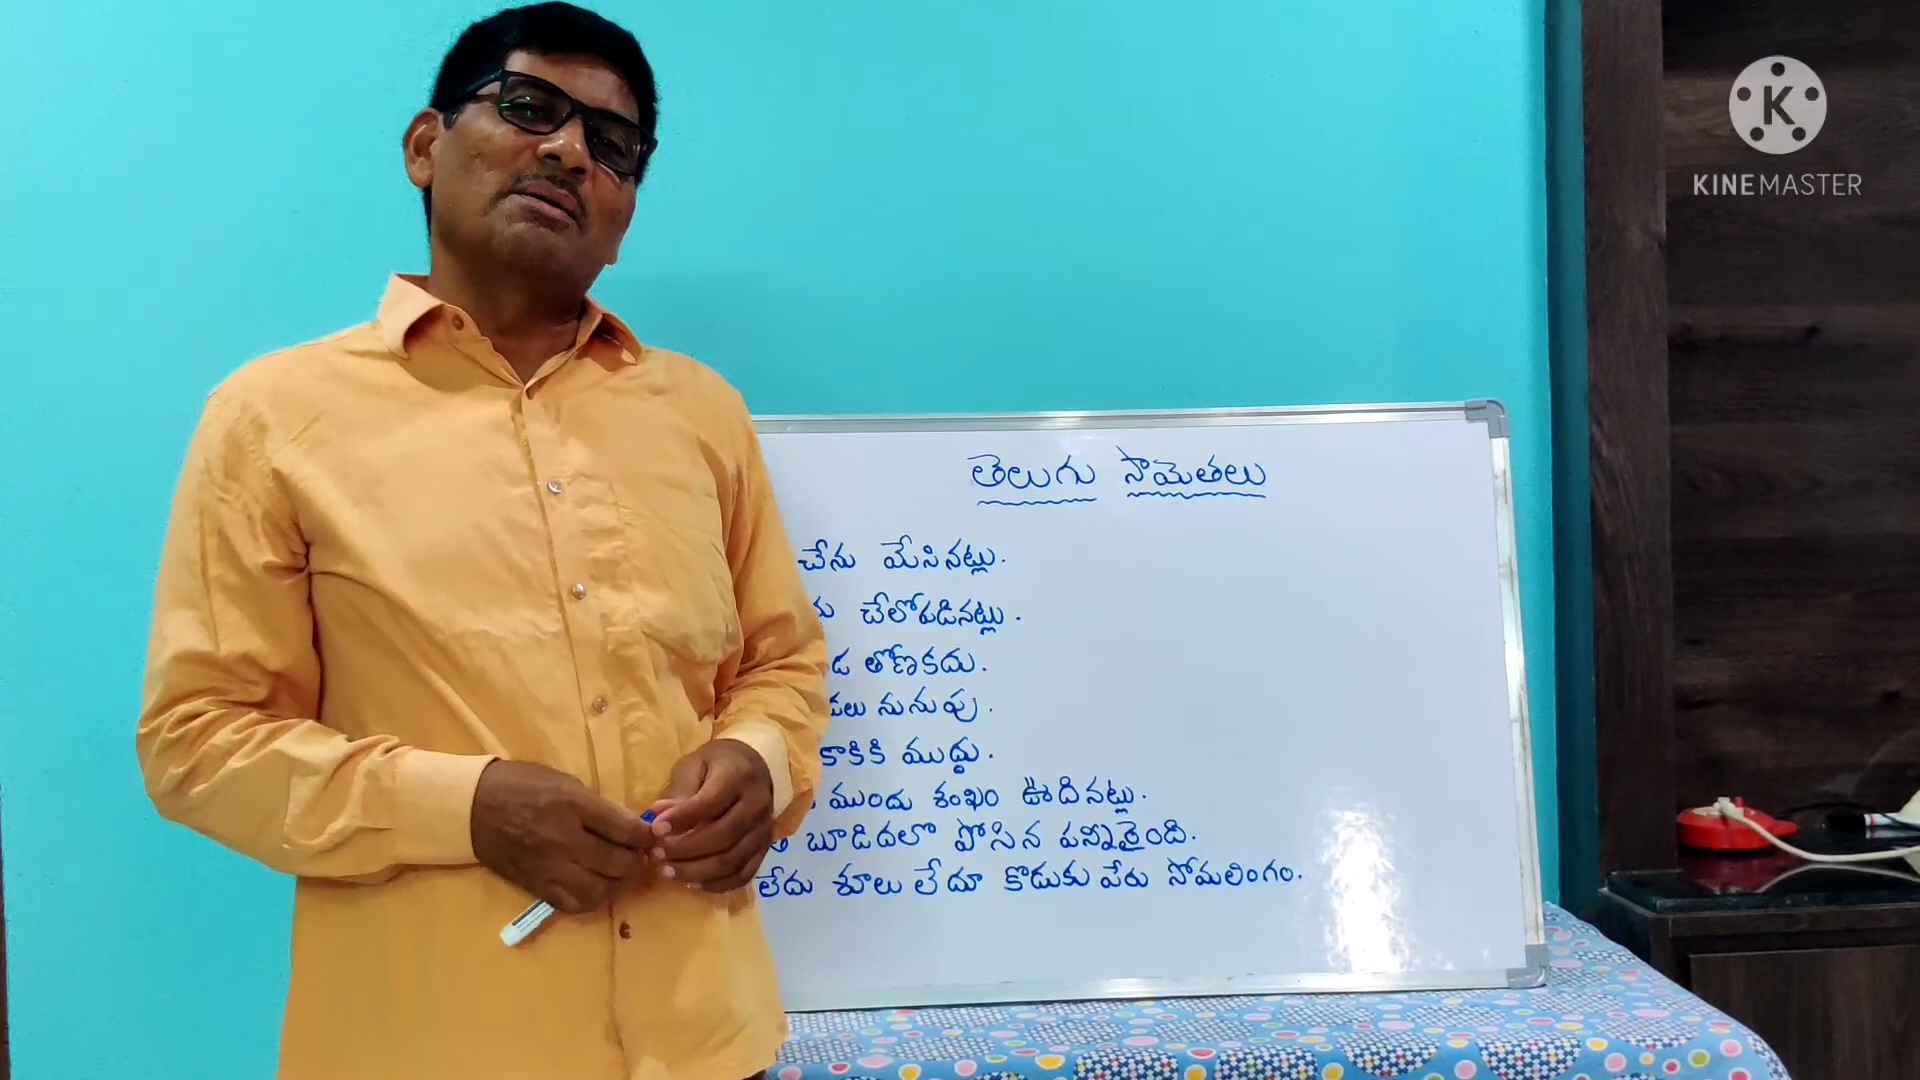 KINEMASTER
తెలుగు సామెతలు
చేను మేసినట్లు.
చేలోపడినట్లు.
తొణకదు.
నునుపు.
కాకికి ముద్దు.
ముందు శంఖం ఊదినట్లు.
బూడిదలో పోసిన పన్నీరైంది.
లేదు శూలు లేదూ కొడుకు పేరు సోమలింగం.